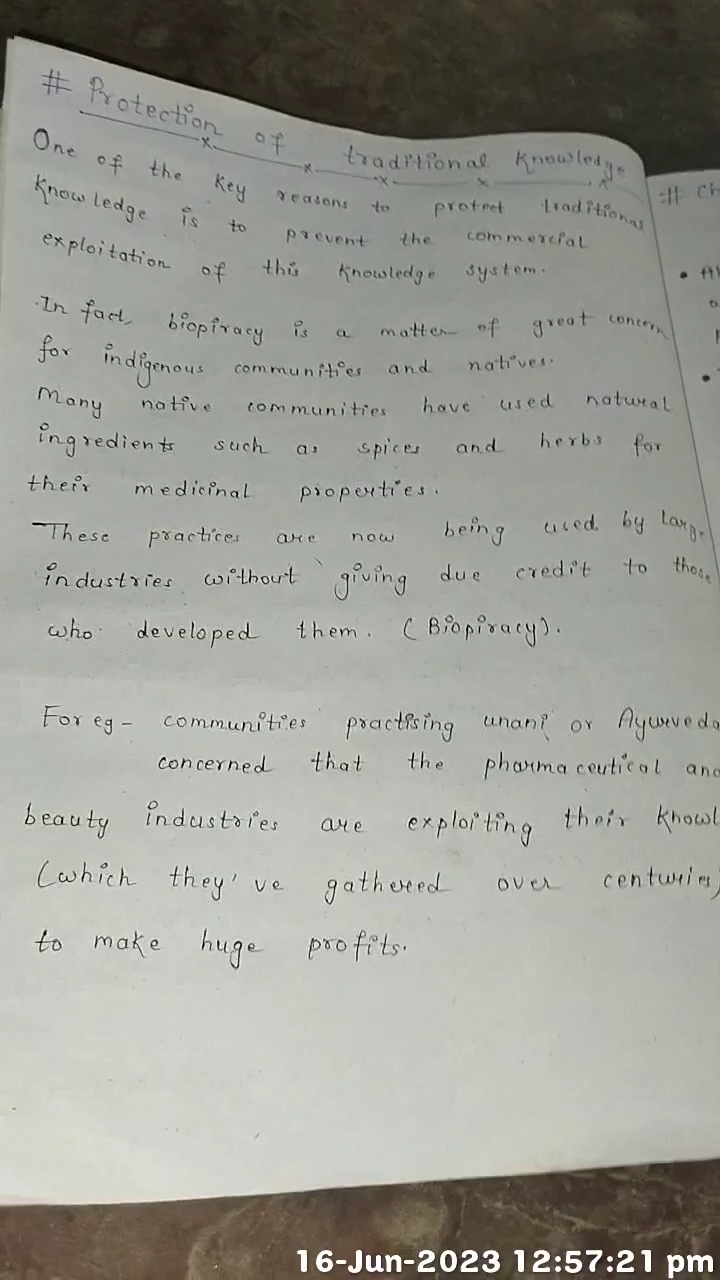 # Protection of traditional Knowledge
One of the key reasons to protect traditional
Knowledge is to prevent the commercial
exploitation of this Knowledge system.
In fact, biopiracy is a matter of great concern
for indigenous communities and natives.
Many native communities have used natural
ingredients such as spices and herbs for
their medicinal properties.
These practices are now being used by large
industries without giving due credit to those
who developed them. (Biopiracy).
For eg - communities practising unani or Ayurveda
concerned that the pharmaceutical and
beauty industries are exploiting their Knowl
(which they've gathered over centuries)
to make huge profits.
# Ch
16-Jun-2023 12:57:21 pm